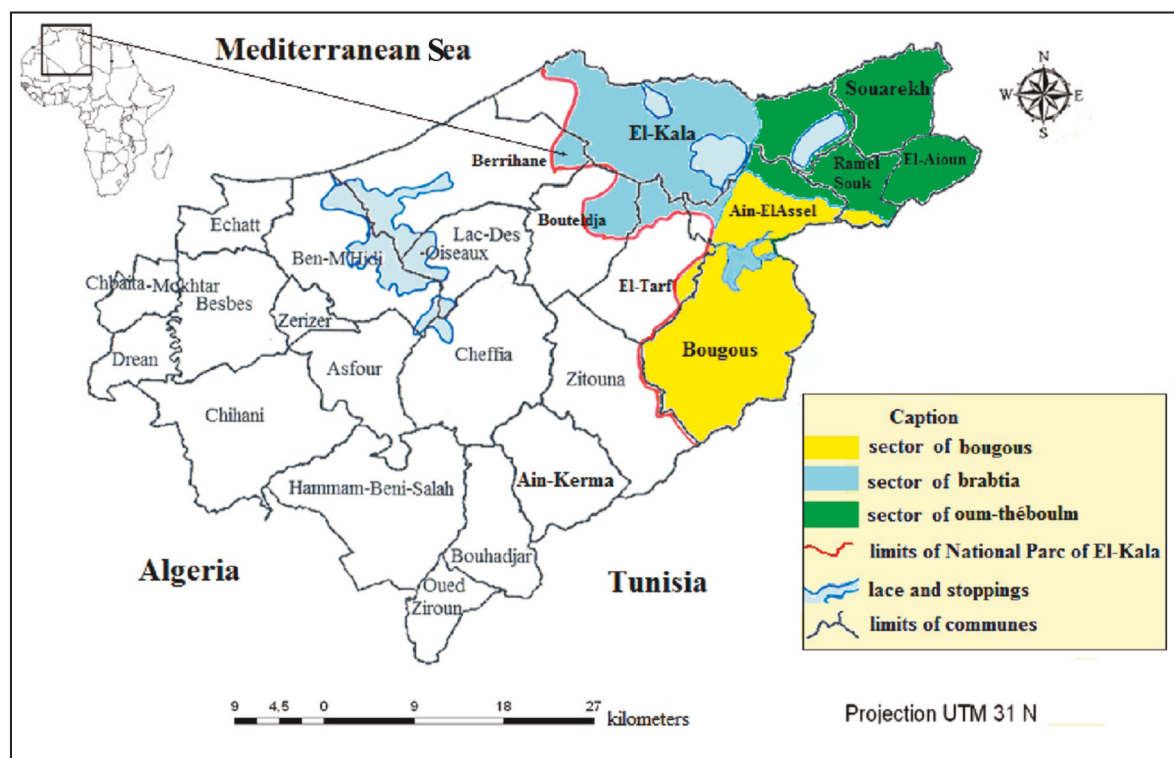 Mediterranean Sea
N
W E
S
Souarekh
El-Kala
Berrihane
Ramel
Souk
El-Aioun
Ain-ElAssel
Echatt
Bouteldja
Lac-Des
-Oiseaux
Ben-M'Hidi
El-Tarf
Chbaita-Mokhtar
Besbes
Zerizer
Drean
Asfour
Cheffia
Zitouna
Bougous
Chihani
Hammam-Beni-Salah
Ain-Kerma
Bouhadjar
Algeria
Tunisia
Oued
Ziroun
Caption
sector of bougous
sector of brabtia
sector of oum-théboulm
limits of National Parc of El-Kala
lace and stoppings
limits of communes
9 4,5 0 9 18 27
kilometers
Projection UTM 31 N